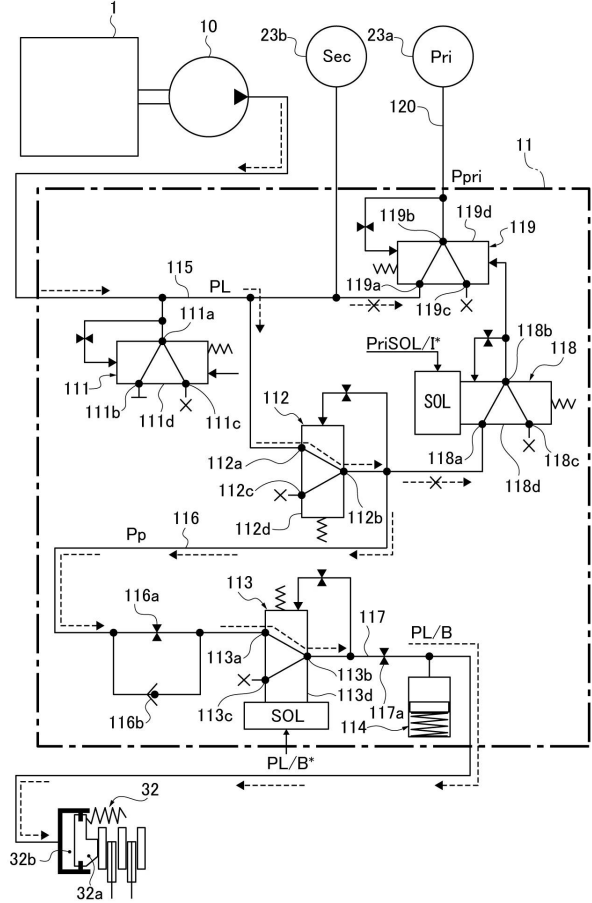 1
10
23b
23a
Sec
Pri
120
11
Ppri
119b
119d
119
115
PL
119a
119c
111a
PriSOL/I*
118b
118
111
111b
111d
111c
112
SOL
112a
118a
118c
112c
112b
118d
116
112d
Pp
116a
113
117
PL/B
113a
113b
113c
113d
116b
117a
SOL
114
PL/B*
32
32b
32a